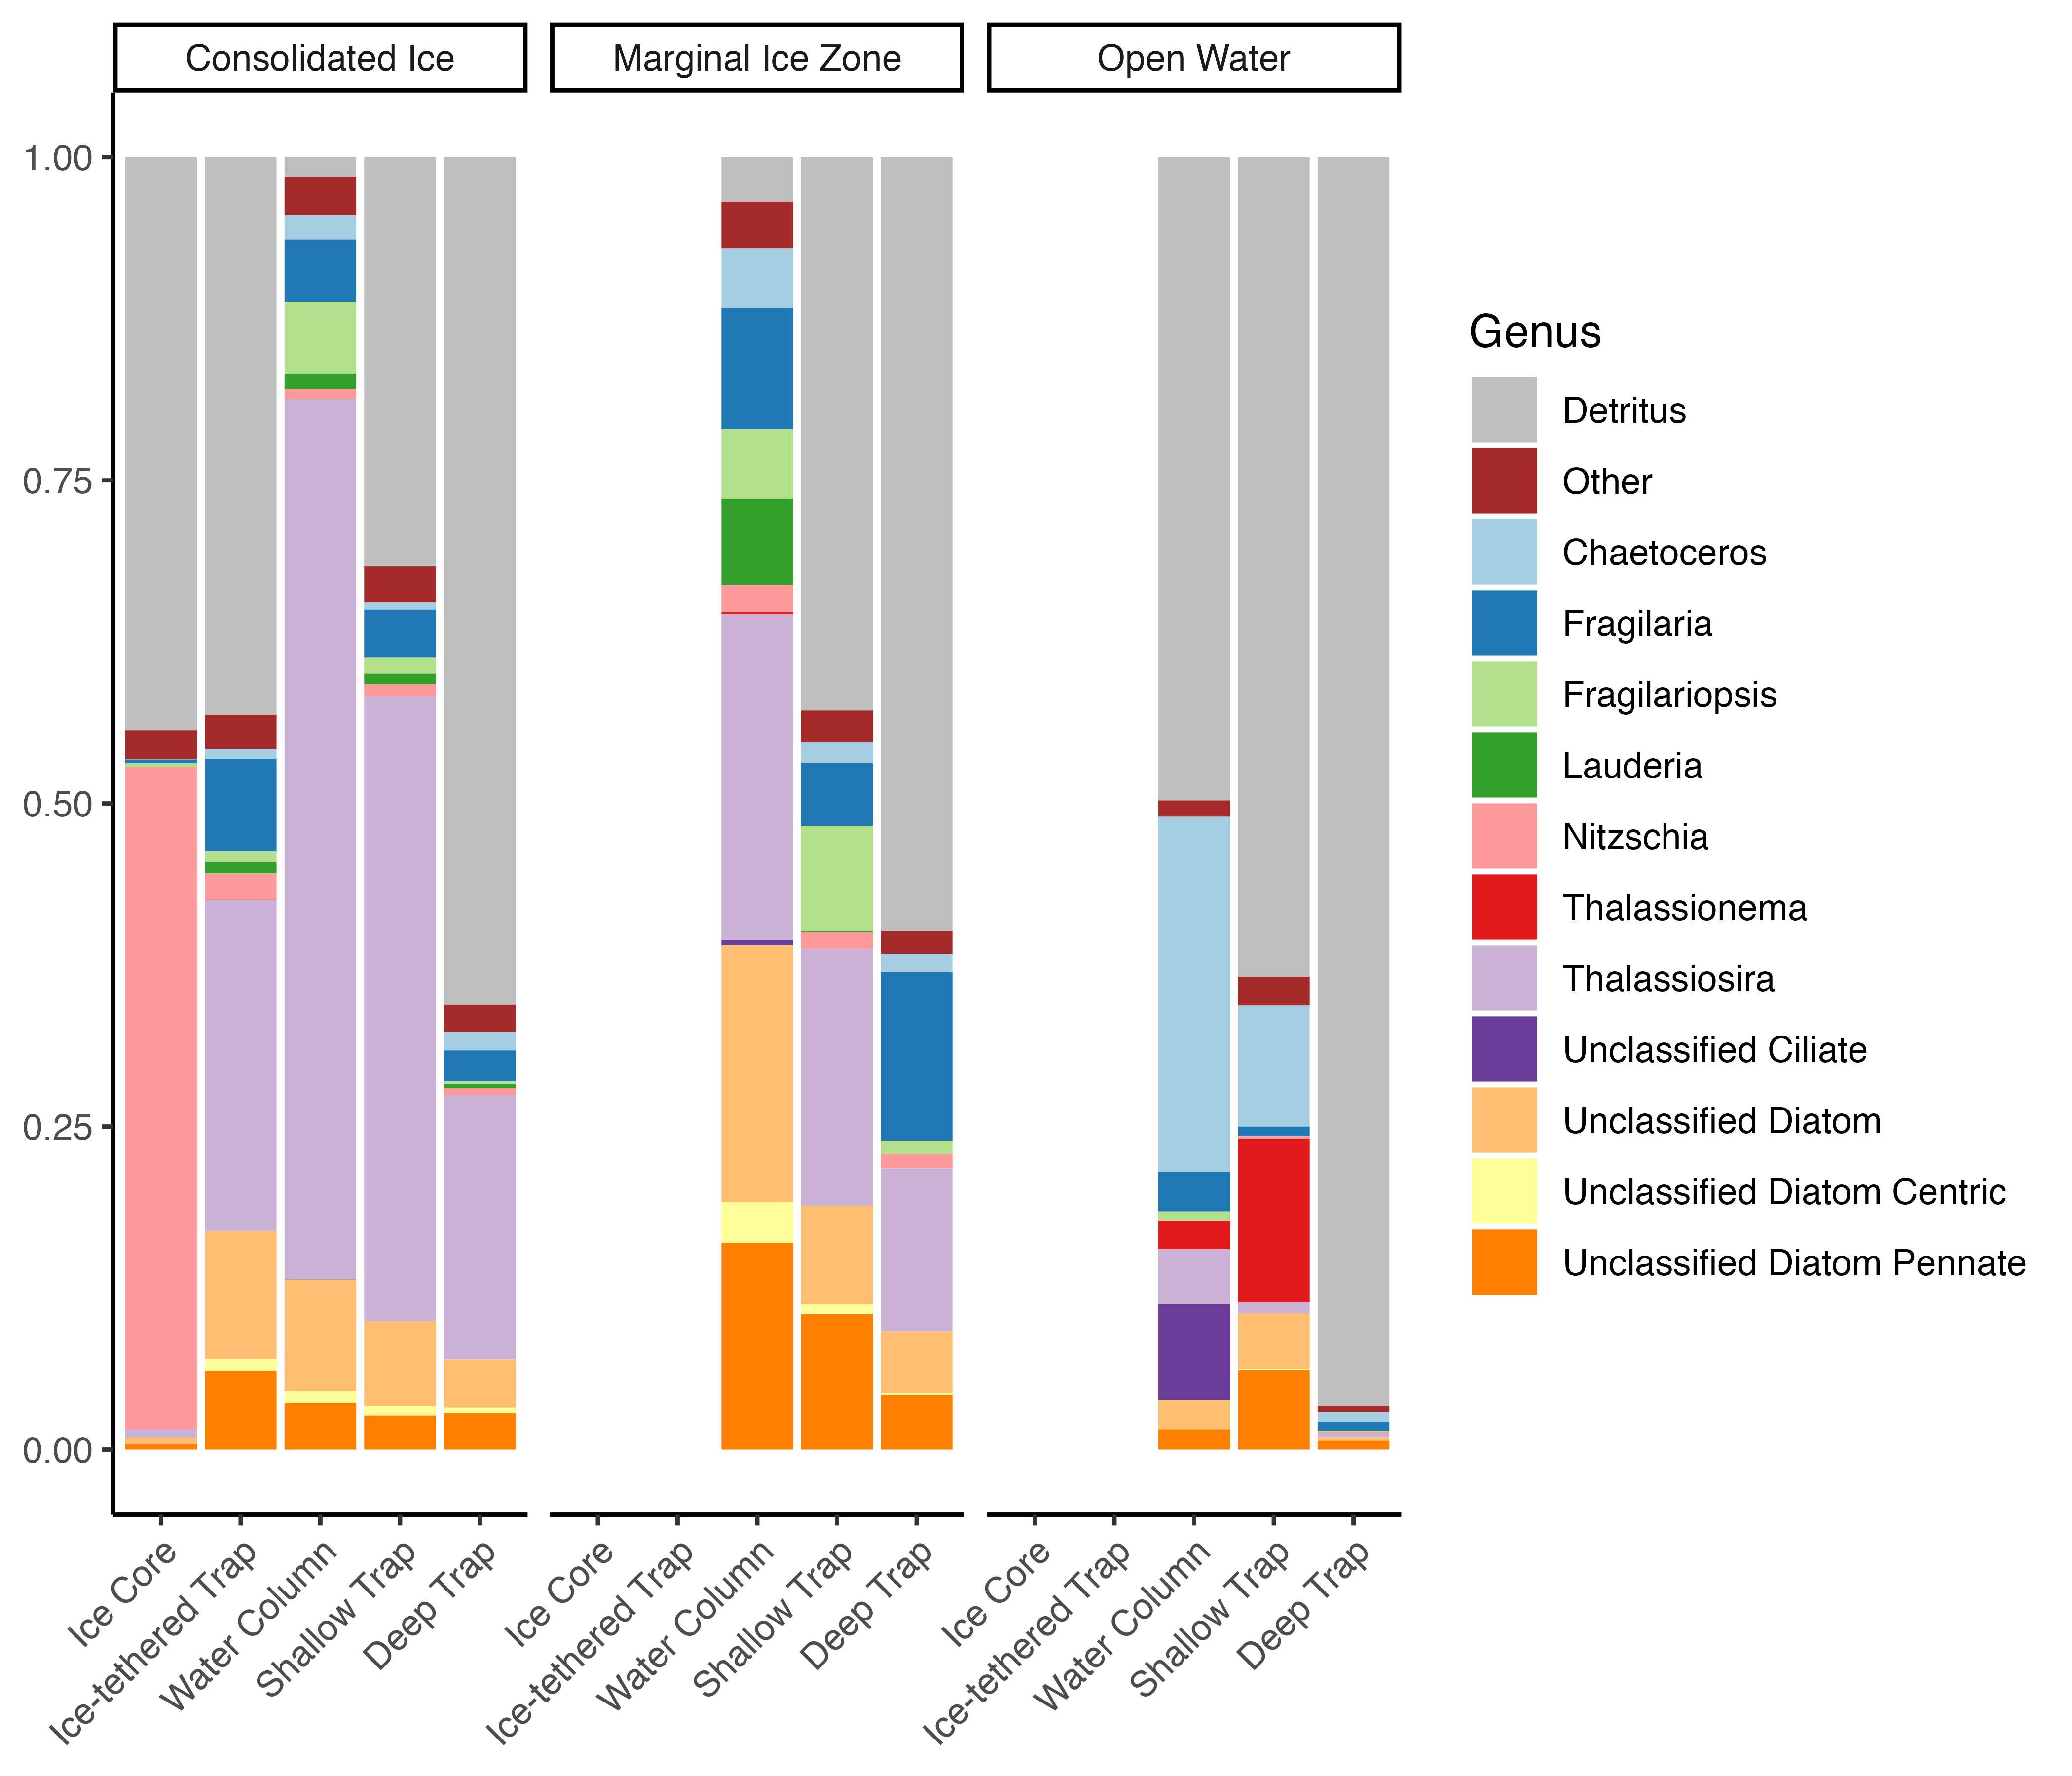 Consolidated Ice
Marginal Ice Zone
Open Water
1.00
0.75
0.50
0.25
0.00
Ice Core
Ice-tethered Trap
Water Column
Shallow Trap
Deep Trap
Ice Core
Ice-tethered Trap
Water Column
Shallow Trap
Deep Trap
Ice Core
Ice-tethered Trap
Water Column
Shallow Trap
Deep Trap
Genus
Detritus
Other
Chaetoceros
Fragilaria
Fragilariopsis
Lauderia
Nitzschia
Thalassionema
Thalassiosira
Unclassified Ciliate
Unclassified Diatom
Unclassified Diatom Centric
Unclassified Diatom Pennate